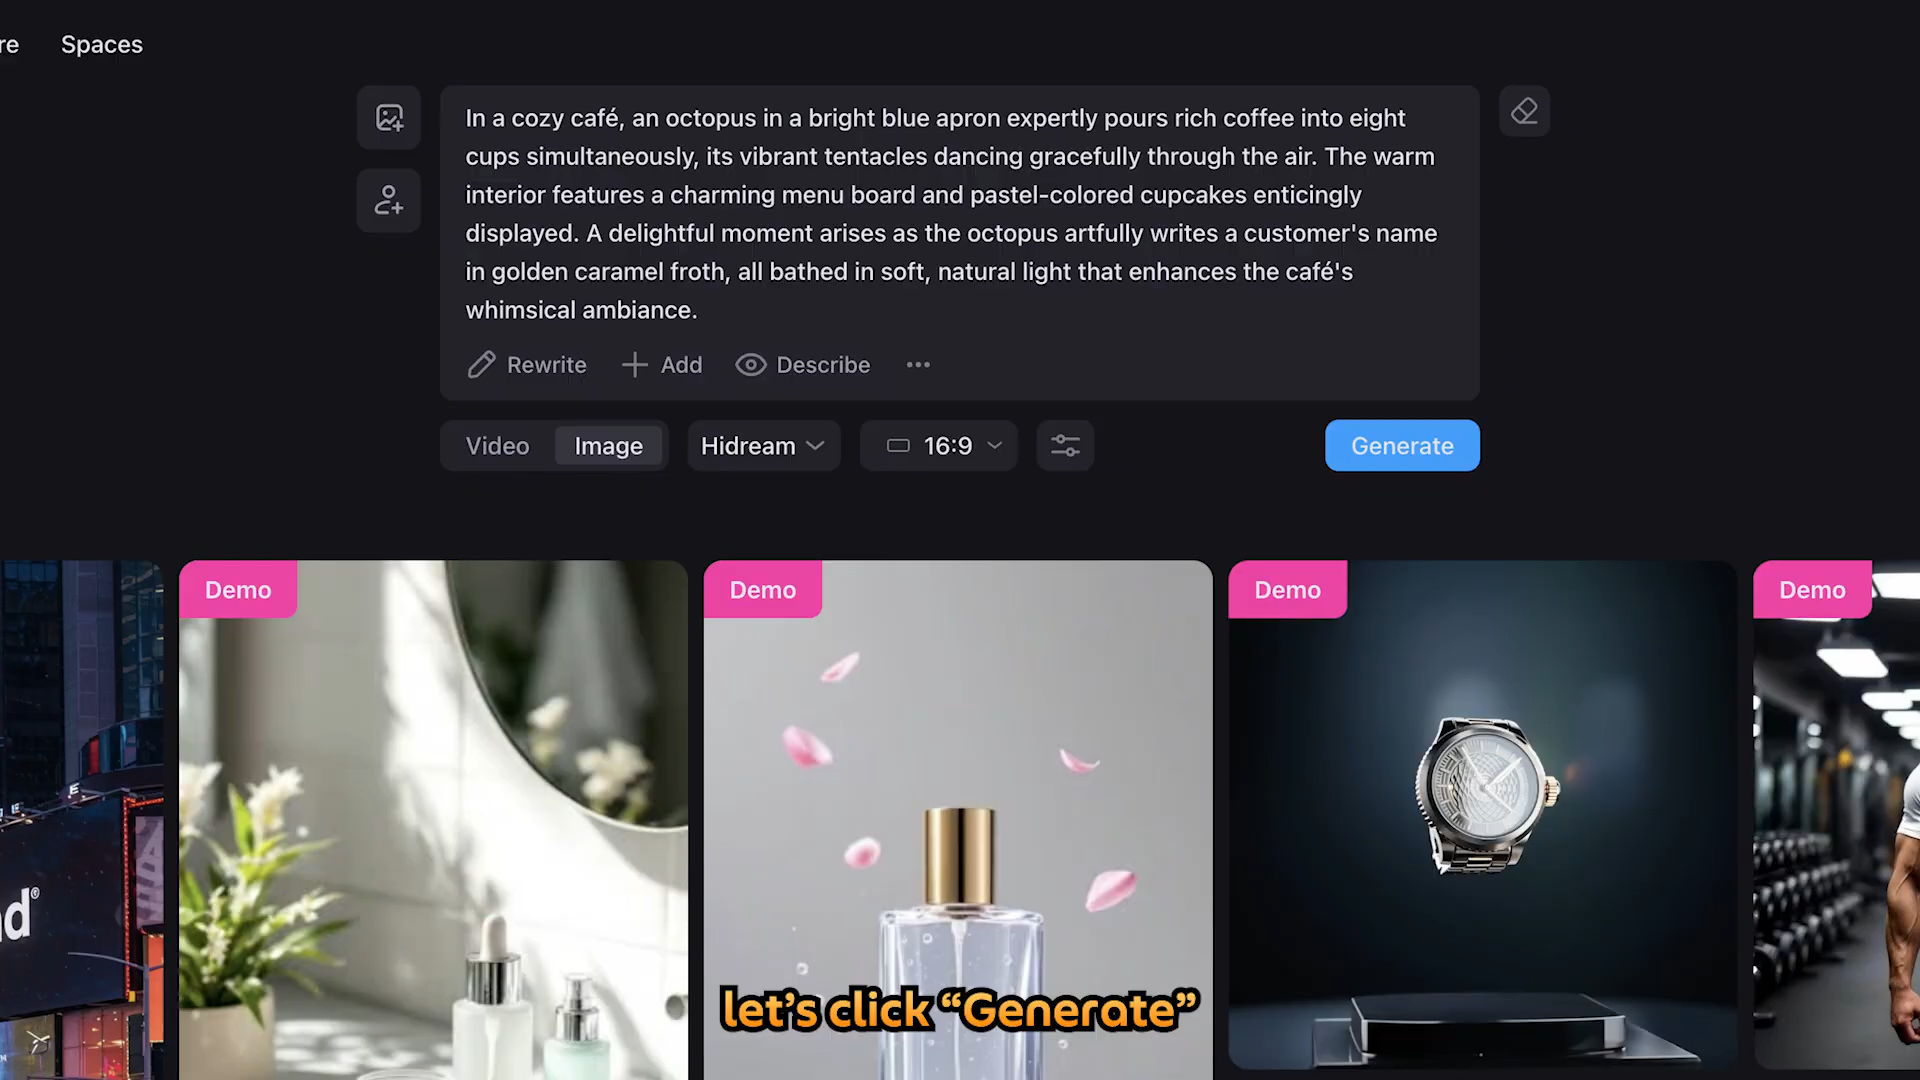 re
Spaces
In a cozy café, an octopus in a bright blue apron expertly pours rich coffee into eight
cups simultaneously, its vibrant tentacles dancing gracefully through the air. The warm
interior features a charming menu board and pastel-colored cupcakes enticingly
displayed. A delightful moment arises as the octopus artfully writes a customer's name
in golden caramel froth, all bathed in soft, natural light that enhances the café's
whimsical ambiance.
Rewrite
Add
Describe
Video
Image
Hidream
16:9
Generate
Demo
Demo
Demo
Demo
d®
let's click “Generate”